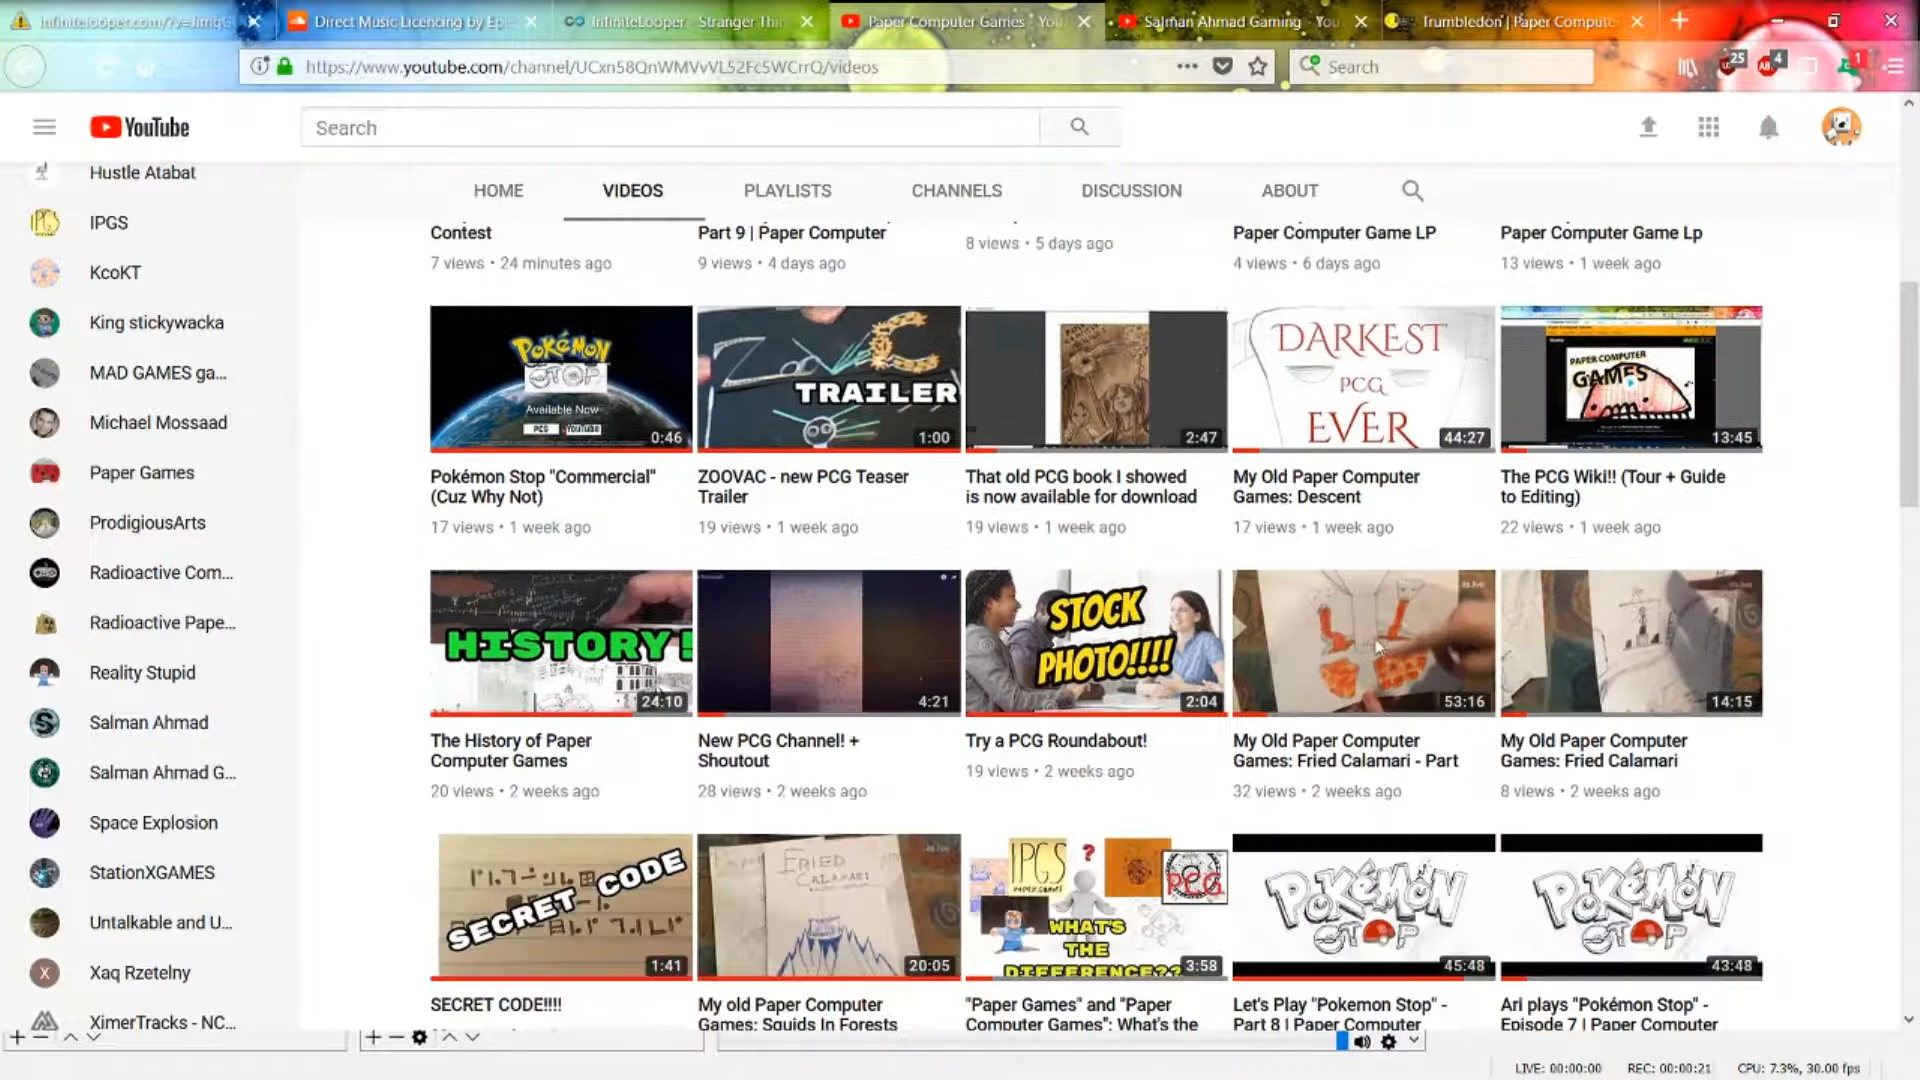 infinitelooper.com/?v=JimqG
Direct Music Licencing by Epic
InfiniteLooper - Stranger Thin
Paper Computer Games - You
Salman Ahmad Gaming - You
Trumbledon | Paper Compute
https://www.youtube.com/channel/UCxn58QnWMVvVL52Fc5WCrrQ/videos
Search
25
4
1
YouTube
Search
HOME
VIDEOS
PLAYLISTS
CHANNELS
DISCUSSION
ABOUT
Hustle Atabat
IPGS
KcoKT
King stickywacka
MAD GAMES ga...
Michael Mossaad
Paper Games
ProdigiousArts
Radioactive Com...
Radioactive Pape...
Reality Stupid
Salman Ahmad
Salman Ahmad G...
Space Explosion
StationXGAMES
Untalkable and U...
X
Xaq Rzetelny
XimerTracks - NC...
Contest
7 views • 24 minutes ago
Part 9 | Paper Computer
9 views • 4 days ago
8 views • 5 days ago
Paper Computer Game LP
4 views • 6 days ago
Paper Computer Game Lp
13 views • 1 week ago
POKÉMON
STOP
Available Now
PCG YouTube
0:46
Pokémon Stop "Commercial"
(Cuz Why Not)
17 views • 1 week ago
TRAILER
1:00
ZOOVAC - new PCG Teaser
Trailer
19 views • 1 week ago
2:47
That old PCG book I showed
is now available for download
19 views • 1 week ago
DARKEST
PCG
EVER
44:27
My Old Paper Computer
Games: Descent
17 views • 1 week ago
PAPER COMPUTER
GAMES
13:45
The PCG Wiki!! (Tour + Guide
to Editing)
22 views • 1 week ago
HISTORY!
24:10
The History of Paper
Computer Games
20 views • 2 weeks ago
4:21
New PCG Channel! +
Shoutout
28 views • 2 weeks ago
STOCK
PHOTO!!!!
2:04
Try a PCG Roundabout!
19 views • 2 weeks ago
53:16
My Old Paper Computer
Games: Fried Calamari - Part
32 views • 2 weeks ago
14:15
My Old Paper Computer
Games: Fried Calamari
8 views • 2 weeks ago
SECRET CODE
1:41
SECRET CODE!!!!
FRIED
CALAMARI
20:05
My old Paper Computer
Games: Squids In Forests
IPGS
?
PCG
WHAT'S
THE
DIFFERENCE??
3:58
"Paper Games" and "Paper
Computer Games": What's the
POKÉMON
STOP
45:48
Let's Play "Pokemon Stop" -
Part 8 | Paper Computer
POKÉMON
STOP
43:48
Ari plays "Pokémon Stop" -
Episode 7 | Paper Computer
LIVE: 00:00:00
REC: 00:00:21
CPU: 7.3%, 30.00 fps